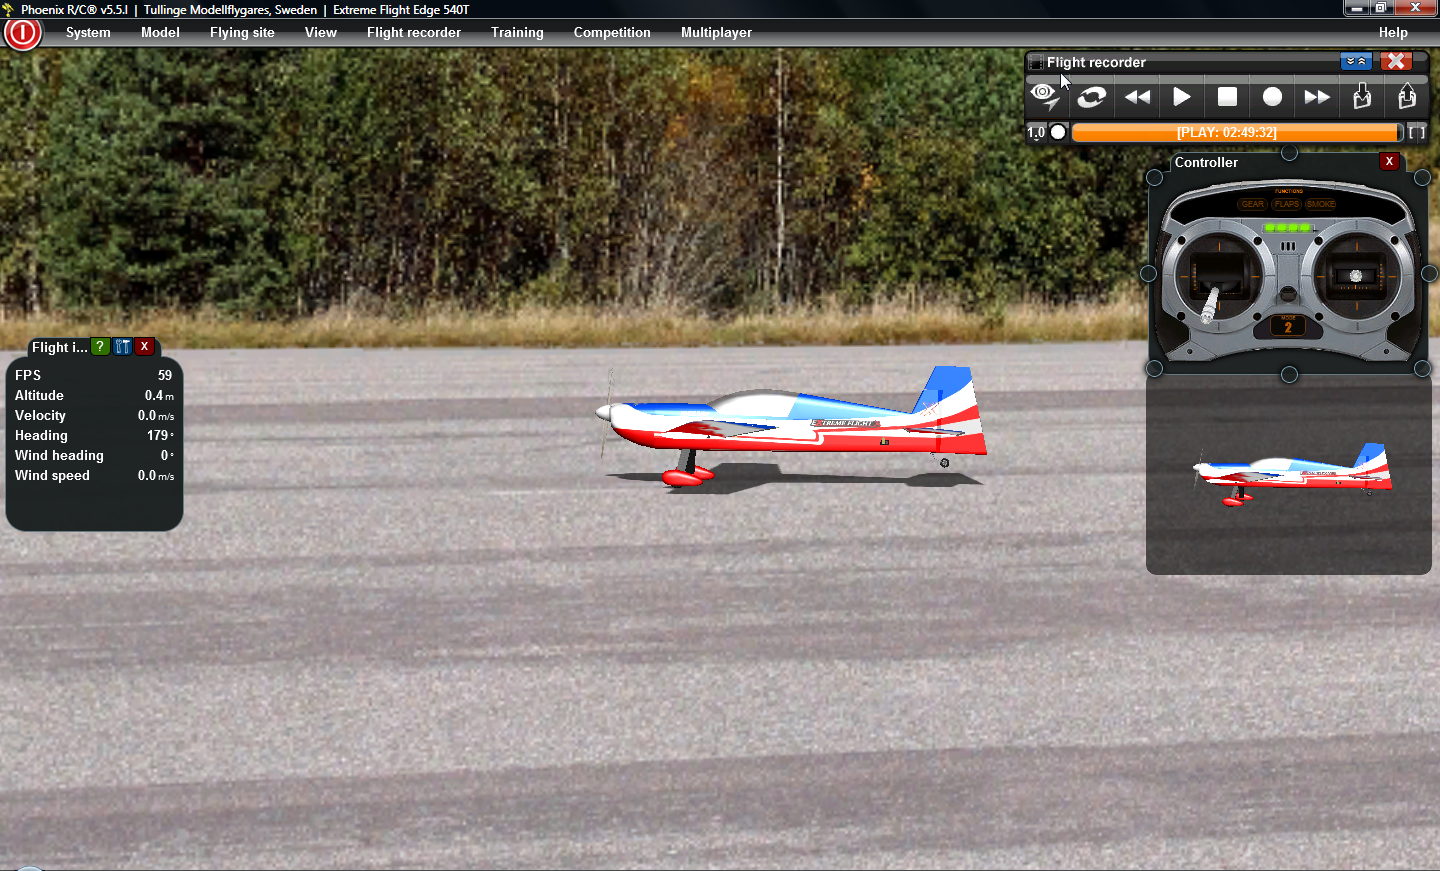 Phoenix R/C® v5.5.l | Tullinge Modellflygares, Sweden | Extreme Flight Edge 540T
System Model Flying site View Flight recorder Training Competition Multiplayer Help
Flight recorder
1.0 [PLAY: 02:49:32] [ ]
Controller X
FUNCTIONS
GEAR FLAPS SMOKE
MODE
2
Flight i... ? X
FPS 59
Altitude 0.4 m
Velocity 0.0 m/s
Heading 179 °
Wind heading 0 °
Wind speed 0.0 m/s
EXTREME FLIGHT